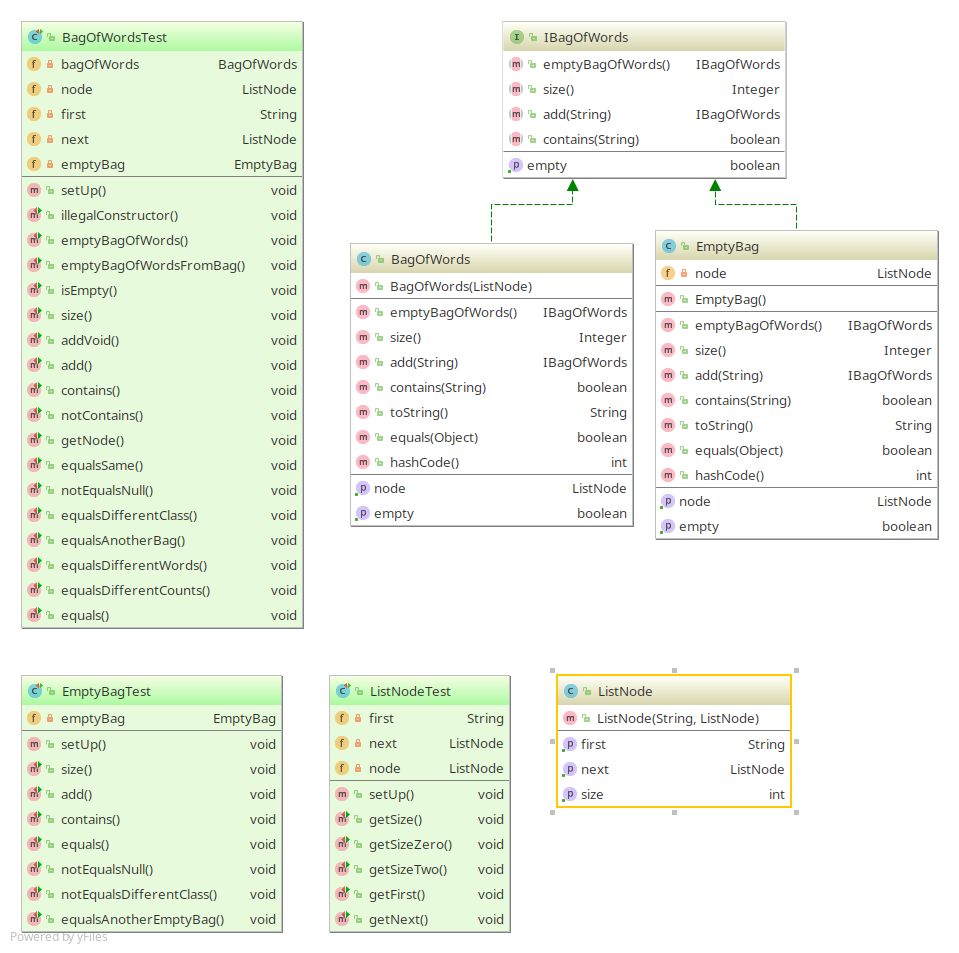 BagOfWordsTest
bagOfWords BagOfWords
node ListNode
first String
next ListNode
emptyBag EmptyBag
setUp() void
illegalConstructor() void
emptyBagOfWords() void
emptyBagOfWordsFromBag() void
isEmpty() void
size() void
addVoid() void
add() void
contains() void
notContains() void
getNode() void
equalsSame() void
notEqualsNull() void
equalsDifferentClass() void
equalsAnotherBag() void
equalsDifferentWords() void
equalsDifferentCounts() void
equals() void
IBagOfWords
emptyBagOfWords() IBagOfWords
size() Integer
add(String) IBagOfWords
contains(String) boolean
empty boolean
BagOfWords
BagOfWords(ListNode)
emptyBagOfWords() IBagOfWords
size() Integer
add(String) IBagOfWords
contains(String) boolean
toString() String
equals(Object) boolean
hashCode() int
node ListNode
empty boolean
EmptyBag
node ListNode
EmptyBag()
emptyBagOfWords() IBagOfWords
size() Integer
add(String) IBagOfWords
contains(String) boolean
toString() String
equals(Object) boolean
hashCode() int
node ListNode
empty boolean
EmptyBagTest
emptyBag EmptyBag
setUp() void
size() void
add() void
contains() void
equals() void
notEqualsNull() void
notEqualsDifferentClass() void
equalsAnotherEmptyBag() void
ListNodeTest
first String
next ListNode
node ListNode
setUp() void
getSize() void
getSizeZero() void
getSizeTwo() void
getFirst() void
getNext() void
ListNode
ListNode(String, ListNode)
first String
next ListNode
size int
Powered by yFiles